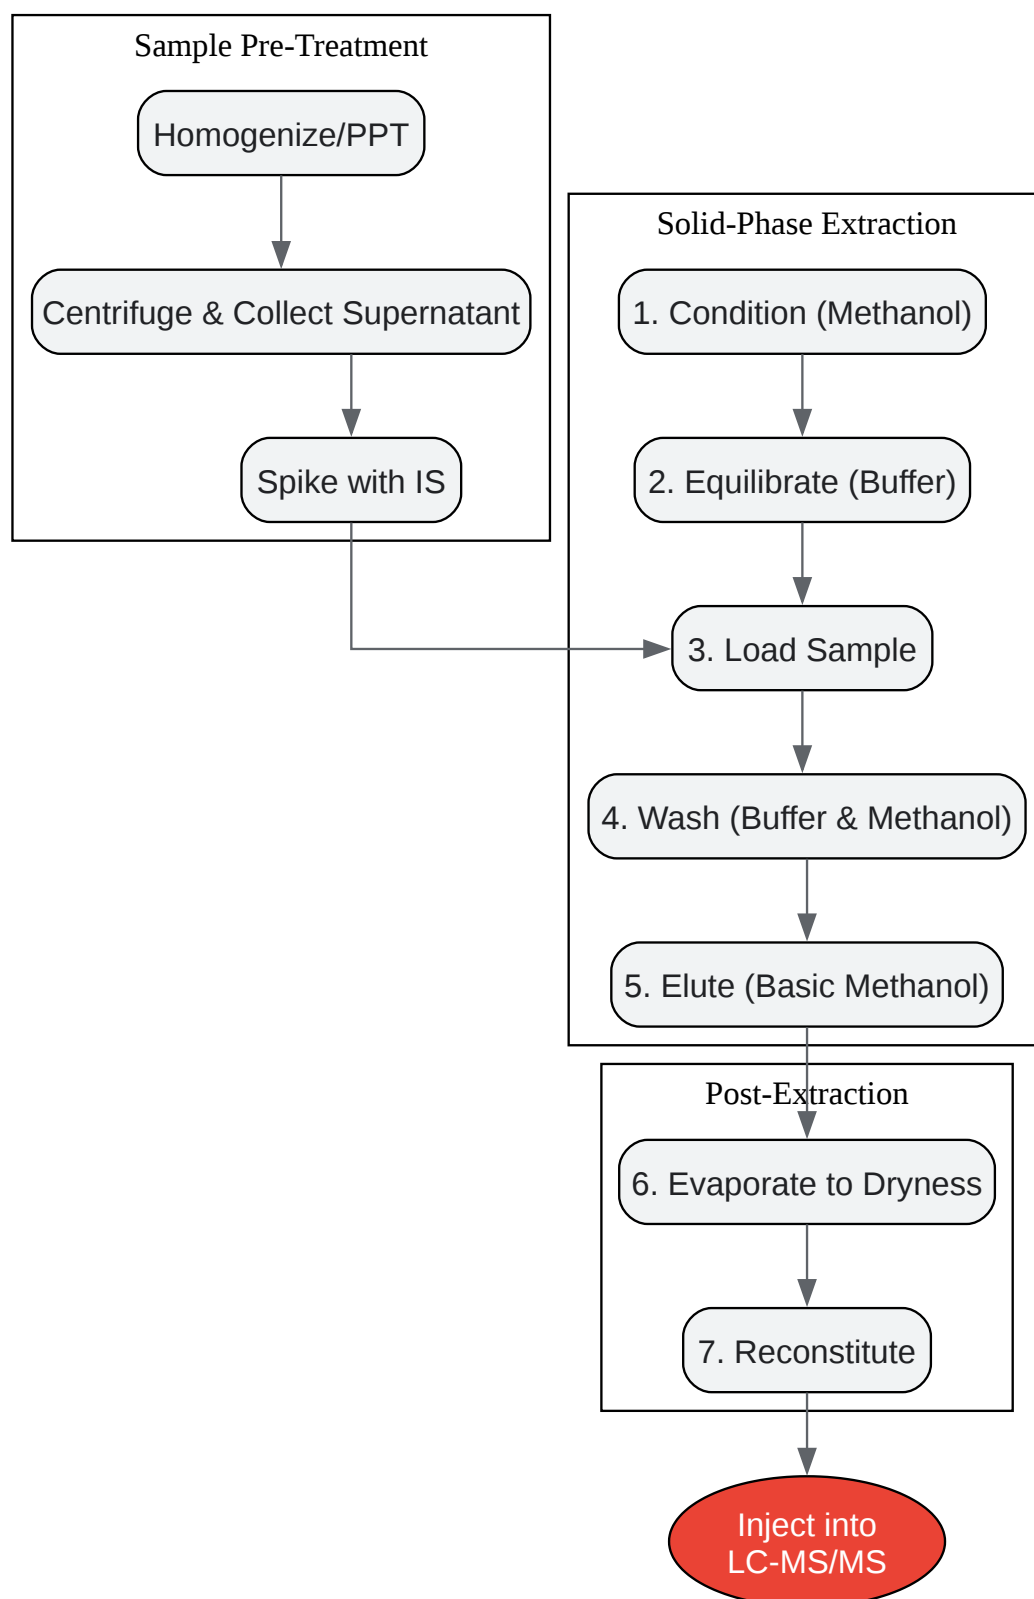 Sample Pre-Treatment
Homogenize/PPT
Centrifuge & Collect Supernatant
Spike with IS
Solid-Phase Extraction
1. Condition (Methanol)
2. Equilibrate (Buffer)
3. Load Sample
4. Wash (Buffer & Methanol)
5. Elute (Basic Methanol)
Post-Extraction
6. Evaporate to Dryness
7. Reconstitute
Inject into
LC-MS/MS